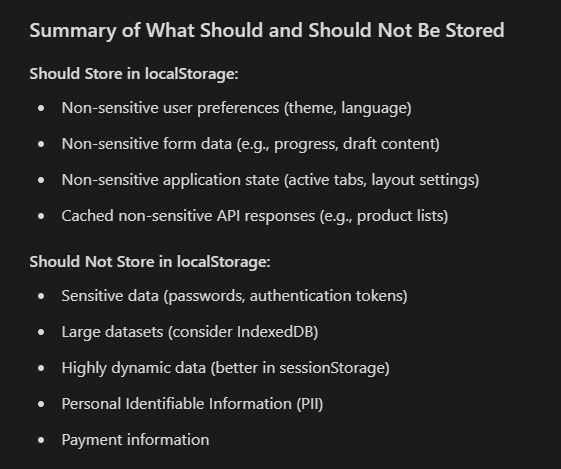 Summary of What Should and Should Not Be Stored
Should Store in localStorage:
• Non-sensitive user preferences (theme, language)
• Non-sensitive form data (e.g., progress, draft content)
• Non-sensitive application state (active tabs, layout settings)
• Cached non-sensitive API responses (e.g., product lists)
Should Not Store in localStorage:
• Sensitive data (passwords, authentication tokens)
• Large datasets (consider IndexedDB)
• Highly dynamic data (better in sessionStorage)
• Personal Identifiable Information (PII)
• Payment information